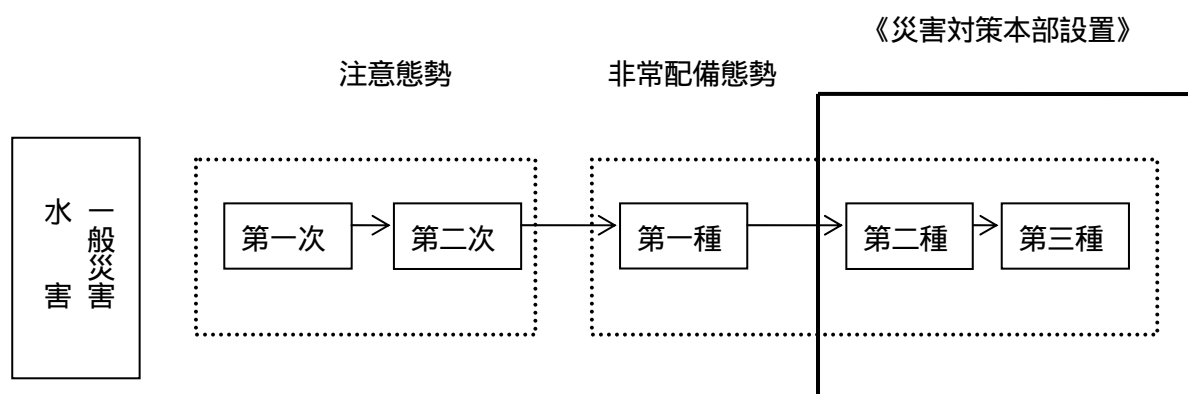 《災害対策本部設置》
注意態勢
非常配備態勢
一般災害
水害
第一次
第二次
第一種
第二種
第三種